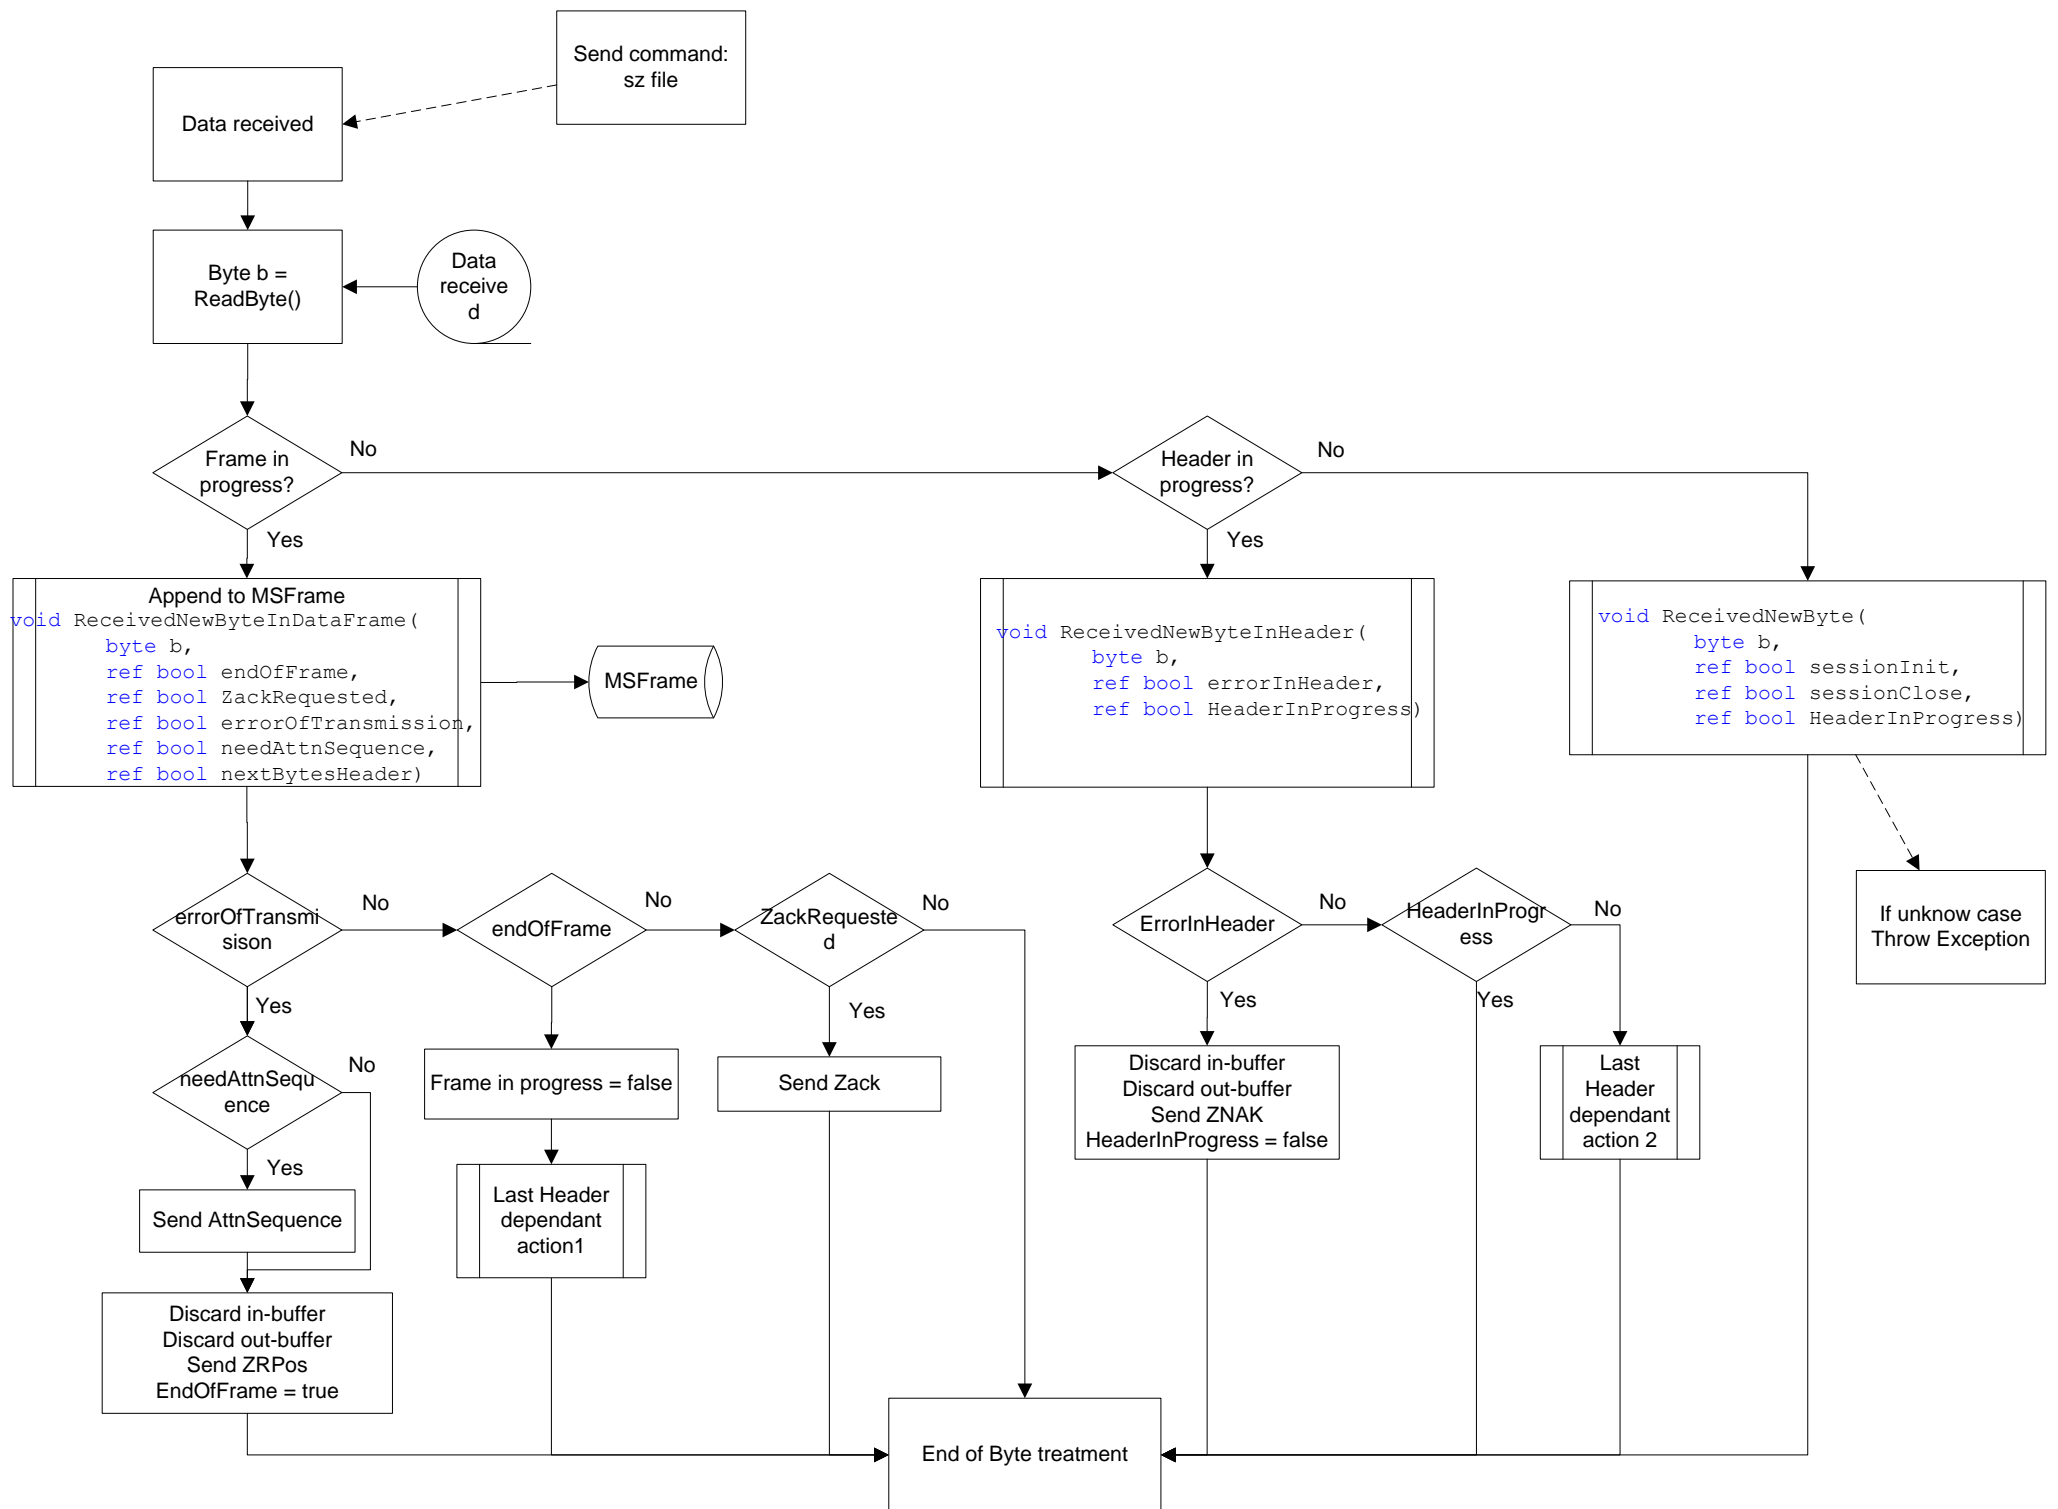 Send command:
sz file
Data received
Byte b =
ReadByte()
Data
receive
d
Frame in
progress?
No
Yes
Header in
progress?
No
Yes
Append to MSFrame
void ReceivedNewByteInDataFrame(
byte b,
ref bool endOfFrame,
ref bool ZackRequested,
ref bool errorOfTransmission,
ref bool needAttnSequence,
ref bool nextBytesHeader)
MSFrame
void ReceivedNewByteInHeader(
byte b,
ref bool errorInHeader,
ref bool HeaderInProgress)
void ReceivedNewByte(
byte b,
ref bool sessionInit,
ref bool sessionClose,
ref bool HeaderInProgress)
errorOfTransmi
sison
No
Yes
endOfFrame
No
ZackRequeste
d
No
Yes
ErrorInHeader
No
Yes
HeaderInProgr
ess
No
Yes
If unknow case
Throw Exception
needAttnSequ
ence
No
Yes
Frame in progress = false
Send Zack
Discard in-buffer
Discard out-buffer
Send ZNAK
HeaderInProgress = false
Last
Header
dependant
action 2
Send AttnSequence
Last Header
dependant
action1
Discard in-buffer
Discard out-buffer
Send ZRPos
EndOfFrame = true
End of Byte treatment